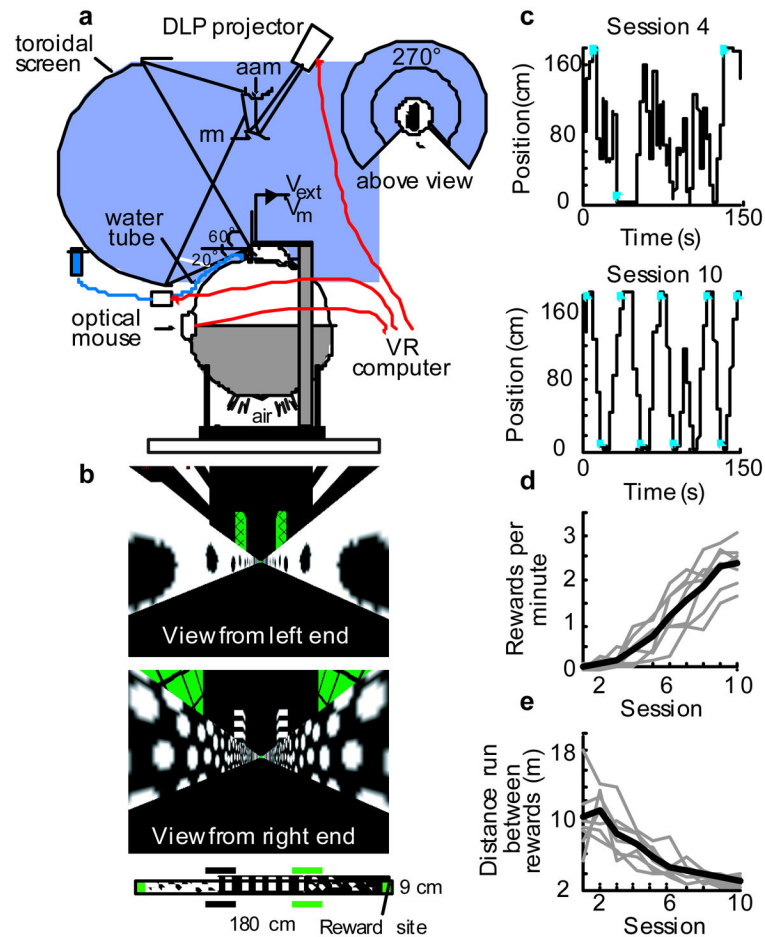 a
DLP projector
toroidal
screen
aam
rm
270°
above view
Vext
Vm
water
tube
60°
20°
optical
mouse
VR
computer
air
b
View from left end
View from right end
9 cm
180 cm
Reward site
c
Session 4
Position (cm)
160
80
0
0
150
Time (s)
Session 10
Position (cm)
160
80
0
0
150
Time (s)
d
Rewards per
minute
3
2
1
0
2
6
10
Session
e
Distance run
between
rewards (m)
18
10
2
2
6
10
Session